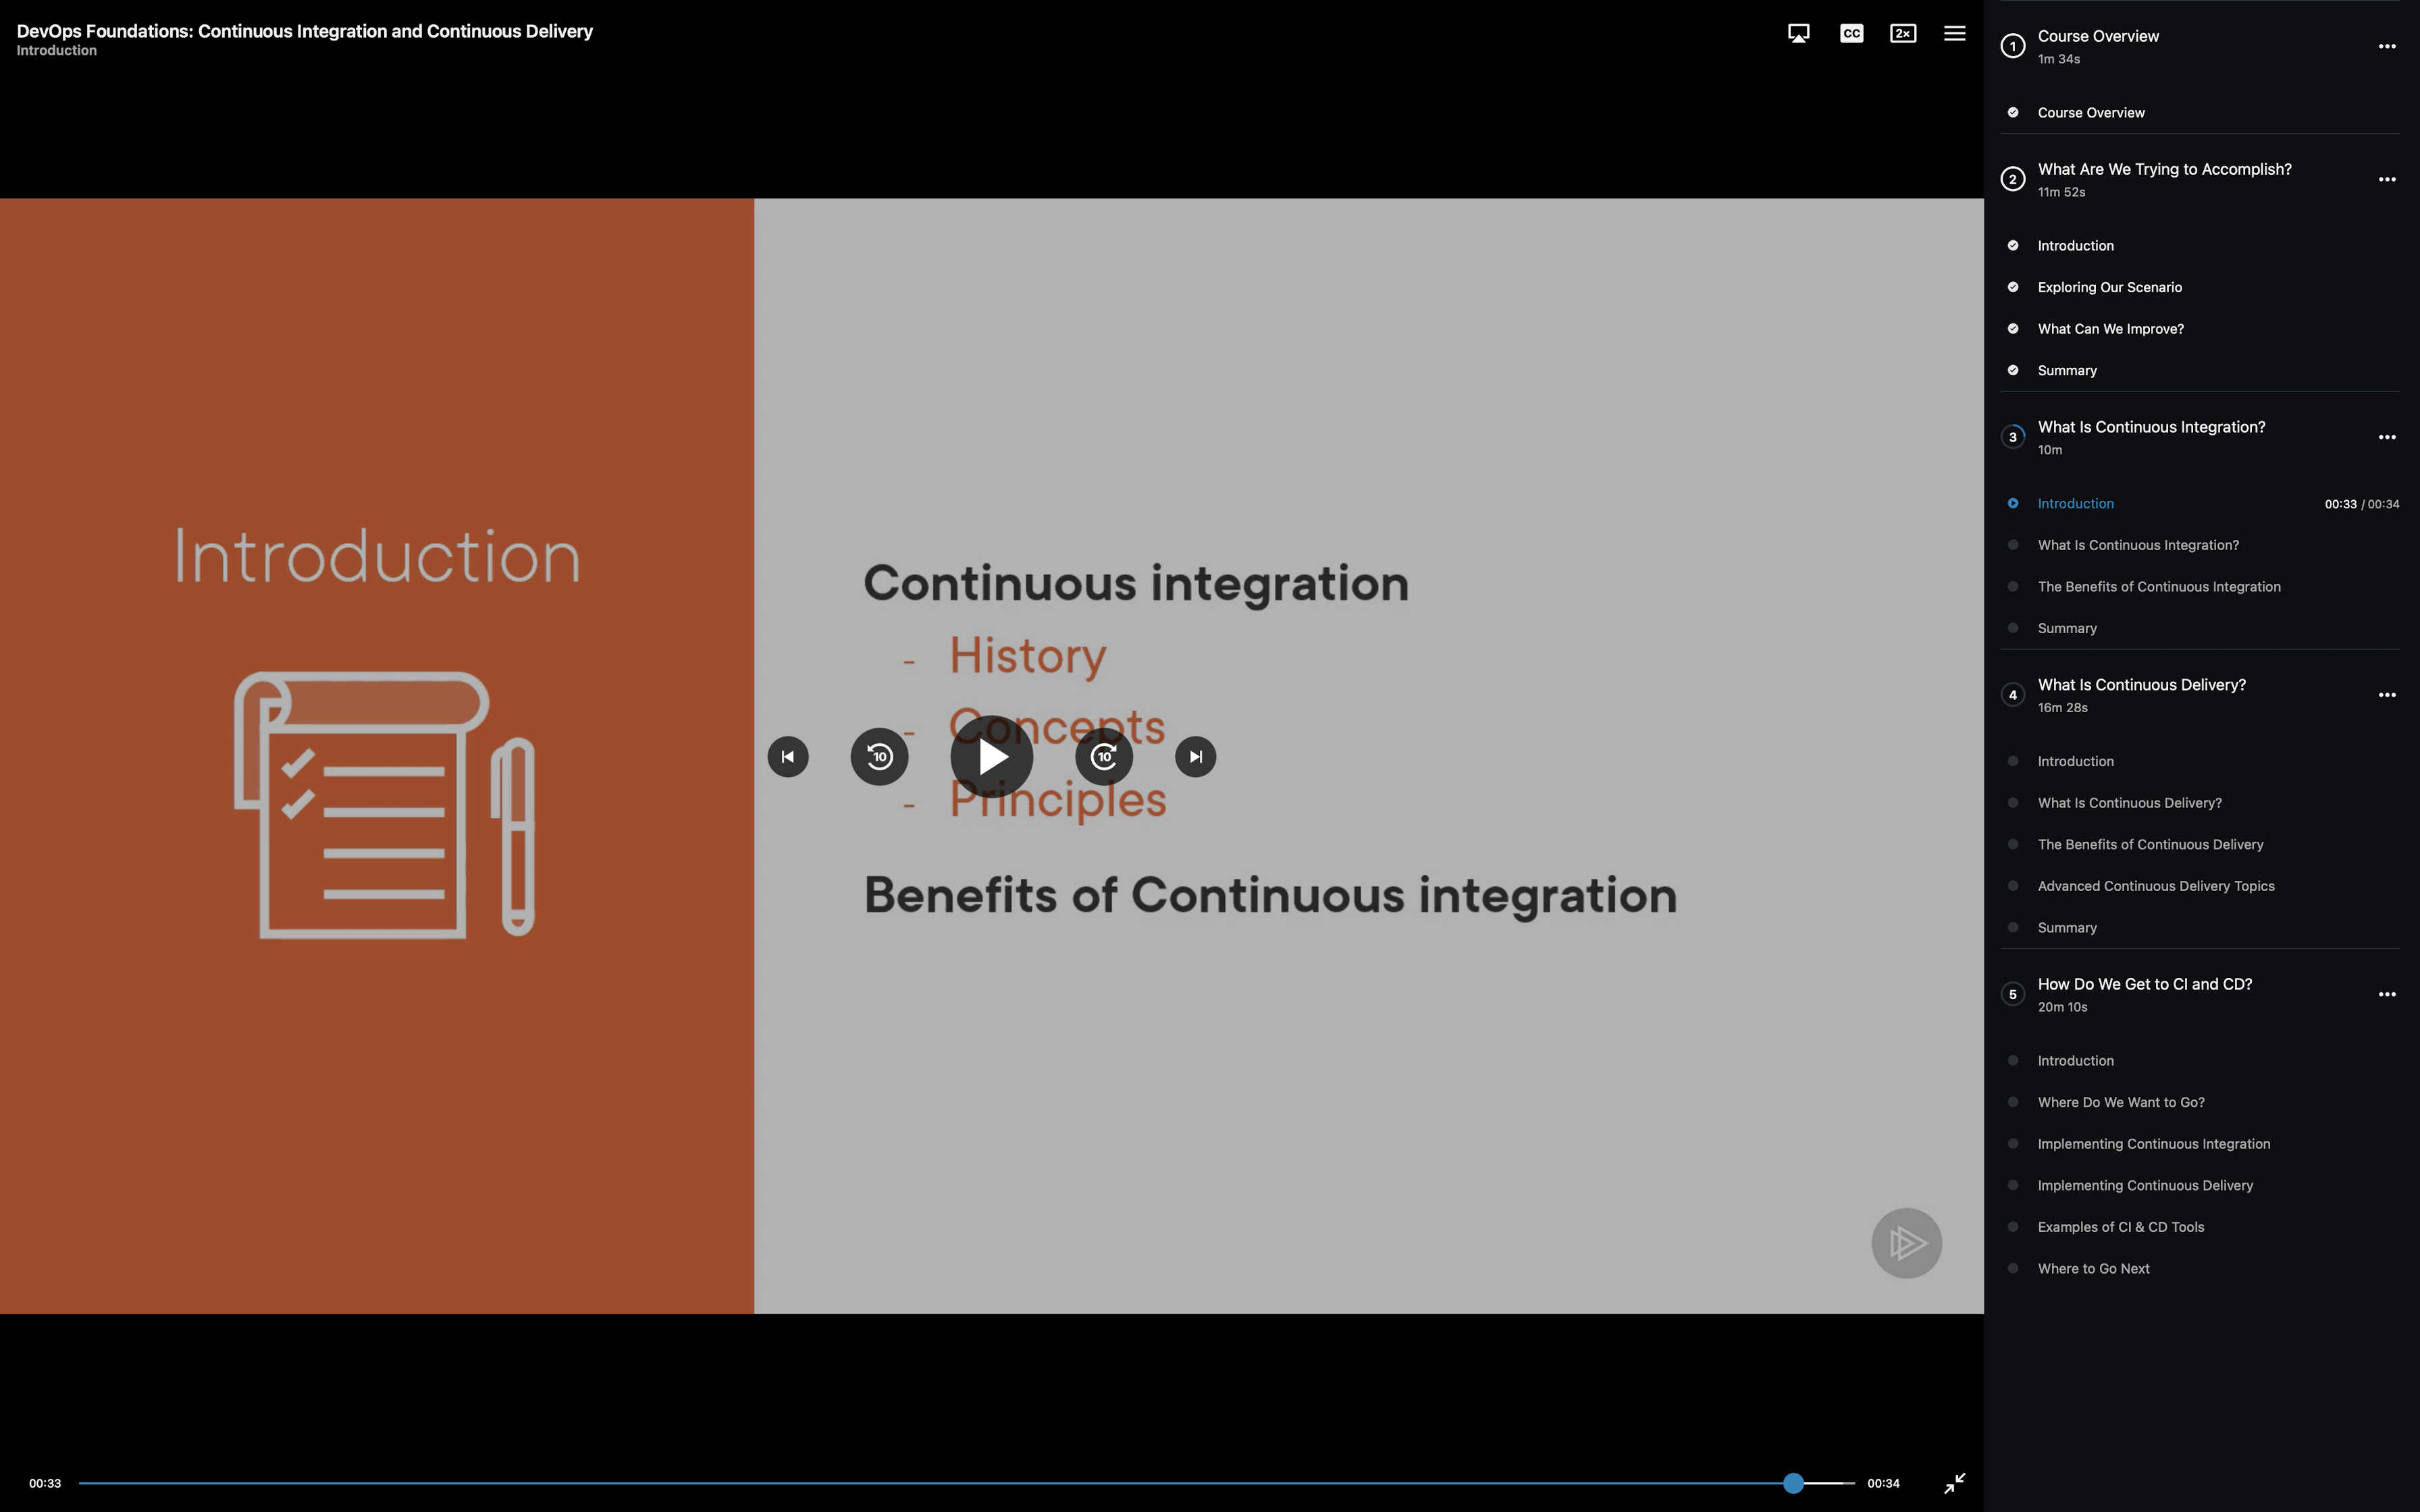 DevOps Foundations: Continuous Integration and Continuous Delivery
Introduction
CC
2×
Introduction
Continuous integration
- History
- Concepts
- Principles
Benefits of Continuous integration
10
10
00:33
00:34
1
Course Overview
1m 34s
Course Overview
2
What Are We Trying to Accomplish?
11m 52s
Introduction
Exploring Our Scenario
What Can We Improve?
Summary
3
What Is Continuous Integration?
10m
Introduction 00:33 / 00:34
What Is Continuous Integration?
The Benefits of Continuous Integration
Summary
4
What Is Continuous Delivery?
16m 28s
Introduction
What Is Continuous Delivery?
The Benefits of Continuous Delivery
Advanced Continuous Delivery Topics
Summary
5
How Do We Get to CI and CD?
20m 10s
Introduction
Where Do We Want to Go?
Implementing Continuous Integration
Implementing Continuous Delivery
Examples of CI & CD Tools
Where to Go Next